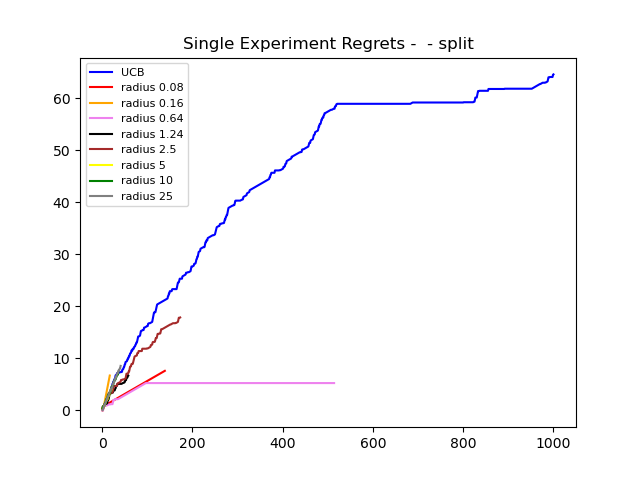 Single Experiment Regrets -  - split
UCB
radius 0.08
radius 0.16
radius 0.64
radius 1.24
radius 2.5
radius 5
radius 10
radius 25
60
50
40
30
20
10
0
0 200 400 600 800 1000